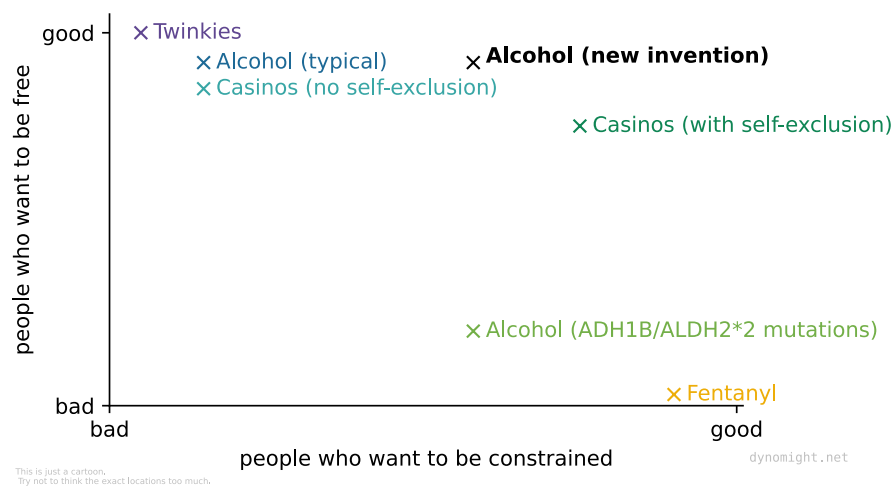 good
Twinkies
Alcohol (typical)
Alcohol (new invention)
Casinos (no self-exclusion)
Casinos (with self-exclusion)
people who want to be free
Alcohol (ADH1B/ALDH2*2 mutations)
Fentanyl
bad
bad
good
people who want to be constrained
dynomight.net
This is just a cartoon.
Try not to think the exact locations too much.